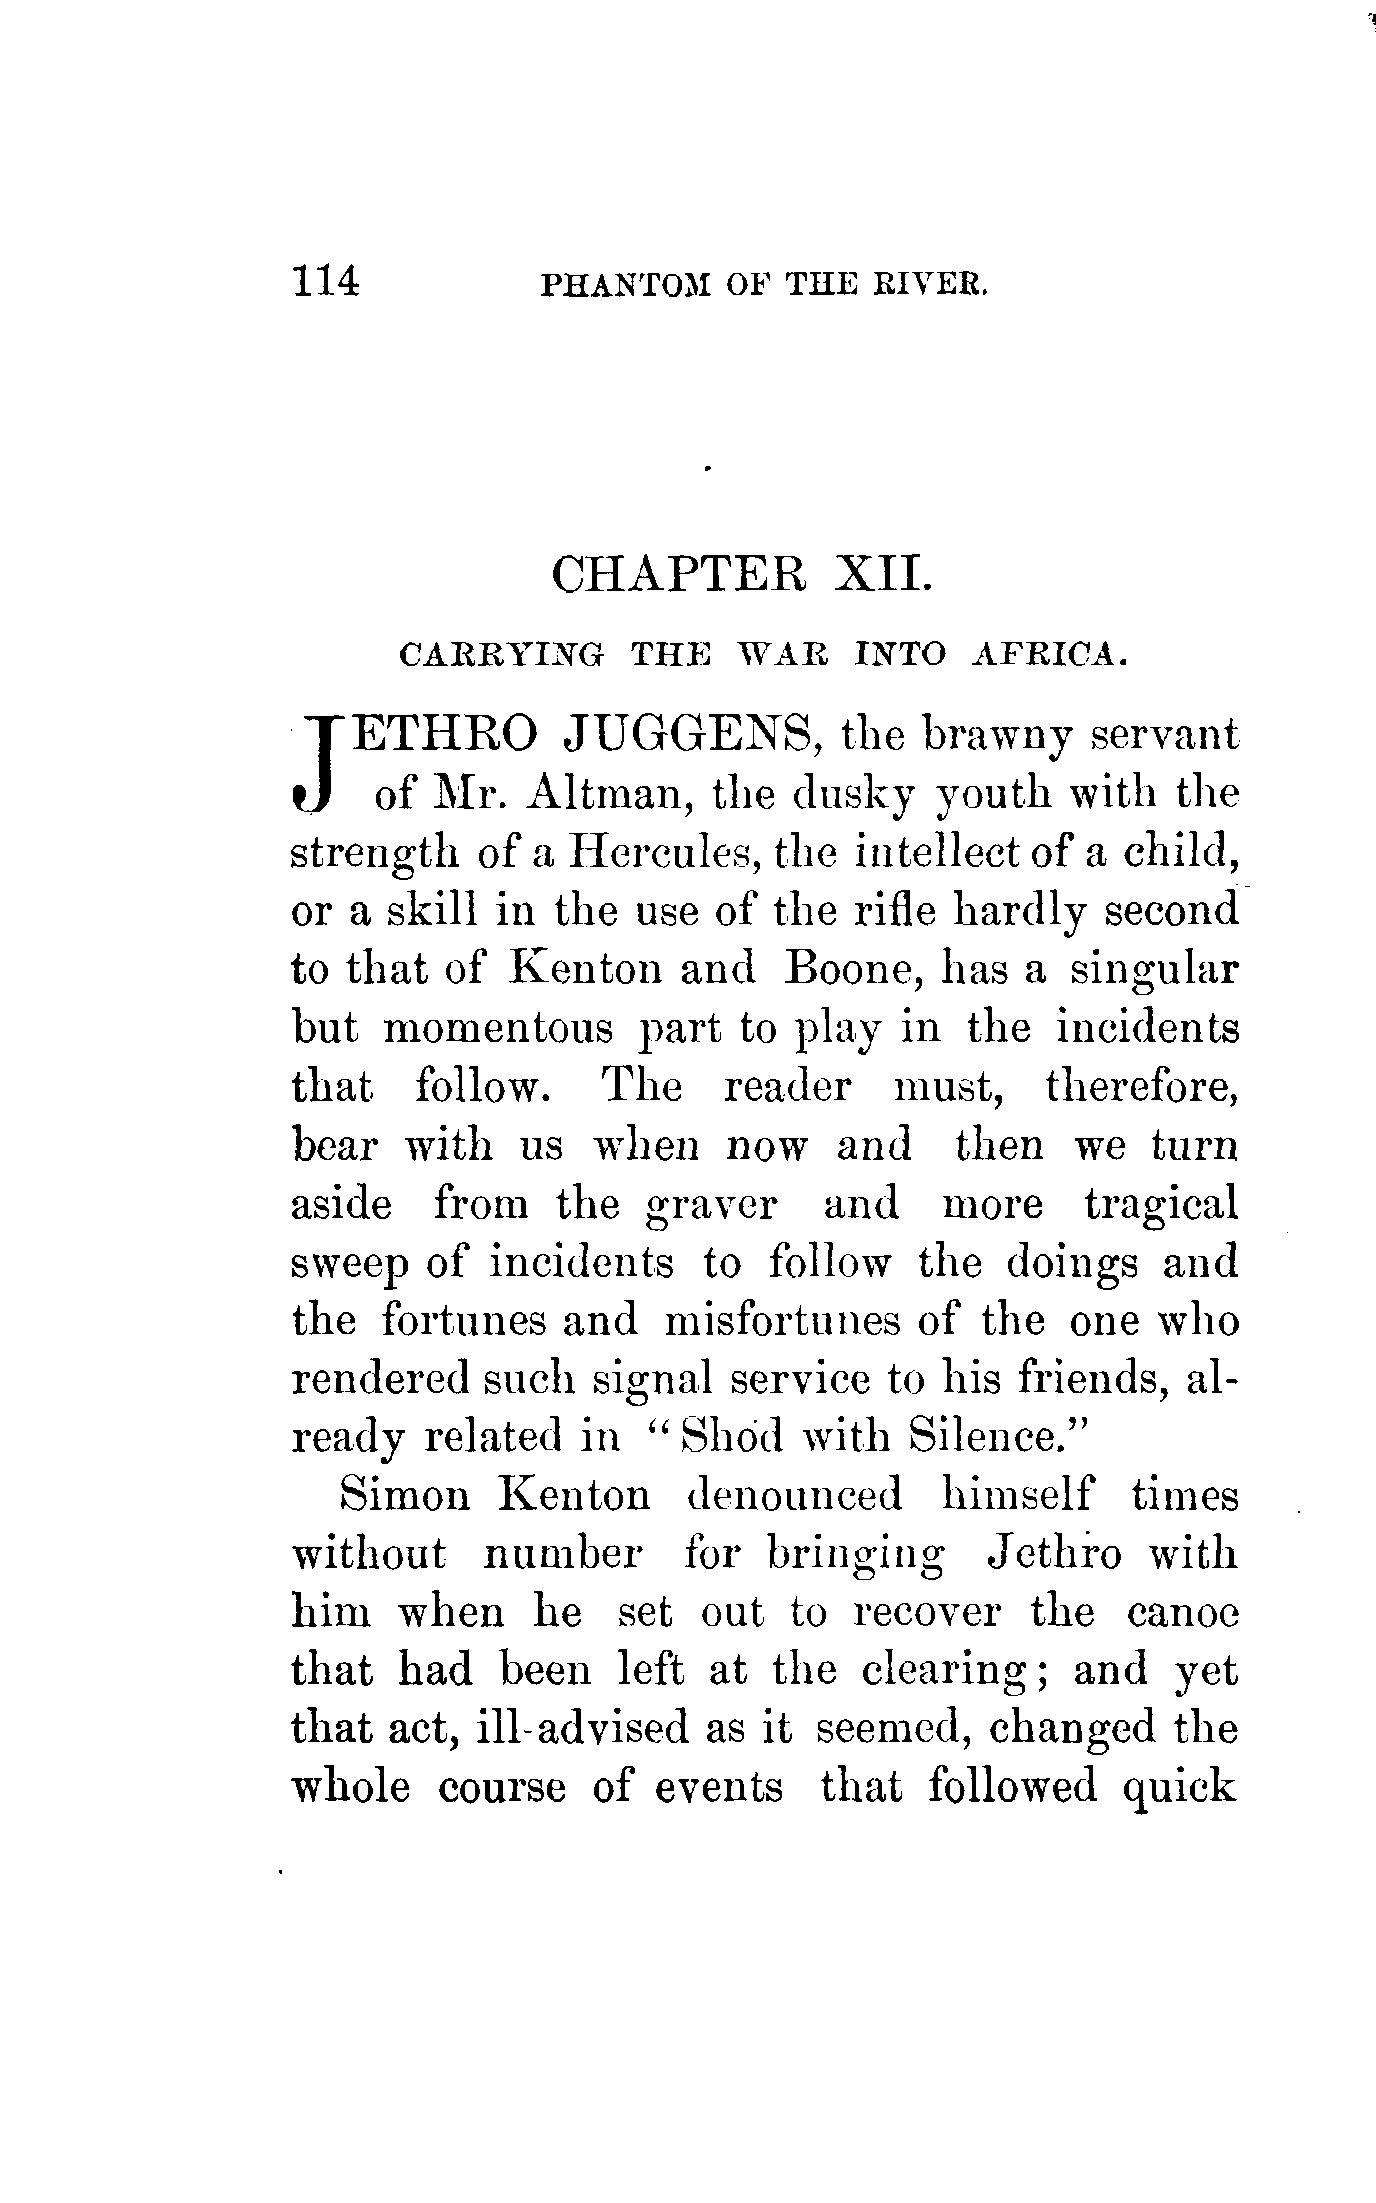 114 PHANTOM OF THE RIVER.
CHAPTER XII.
CARRYING THE WAR INTO AFRICA.
JETHRO JUGGENS, the brawny servant
of Mr. Altman, the dusky youth with the
strength of a Hercules, the intellect of a child,
or a skill in the use of the rifle hardly second
to that of Kenton and Boone, has a singular
but momentous part to play in the incidents
that follow. The reader must, therefore,
bear with us when now and then we turn
aside from the graver and more tragical
sweep of incidents to follow the doings and
the fortunes and misfortunes of the one who
rendered such signal service to his friends, al-
ready related in “Shod with Silence.”
Simon Kenton denounced himself times
without number for bringing Jethro with
him when he set out to recover the canoe
that had been left at the clearing; and yet
that act, ill-advised as it seemed, changed the
whole course of events that followed quick